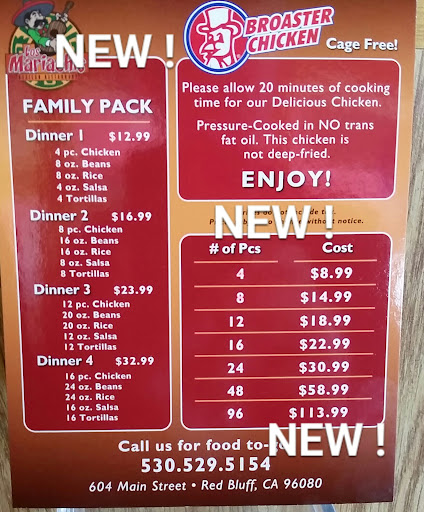 Los
Mariachis
NEW !
BROASTER
CHICKEN
Cage Free!
FAMILY PACK
Dinner 1 $12.99
4 pc. Chicken
8 oz. Beans
8 oz. Rice
4 oz. Salsa
4 Tortillas
Dinner 2 $16.99
8 pc. Chicken
16 oz. Beans
16 oz. Rice
8 oz. Salsa
8 Tortillas
Dinner 3 $23.99
12 pc. Chicken
20 oz. Beans
20 oz. Rice
12 oz. Salsa
12 Tortillas
Dinner 4 $32.99
16 pc. Chicken
24 oz. Beans
24 oz. Rice
16 oz. Salsa
16 Tortillas
Please allow 20 minutes of cooking
time for our Delicious Chicken.
Pressure-Cooked in NO trans
fat oil. This chicken is
not deep-fried.
ENJOY!
NEW !
without notice.
# of Pcs Cost
4 $8.99
8 $14.99
12 $18.99
16 $22.99
24 $30.99
48 $58.99
96 $113.99
NEW !
Call us for food to-
530.529.5154
604 Main Street • Red Bluff, CA 96080